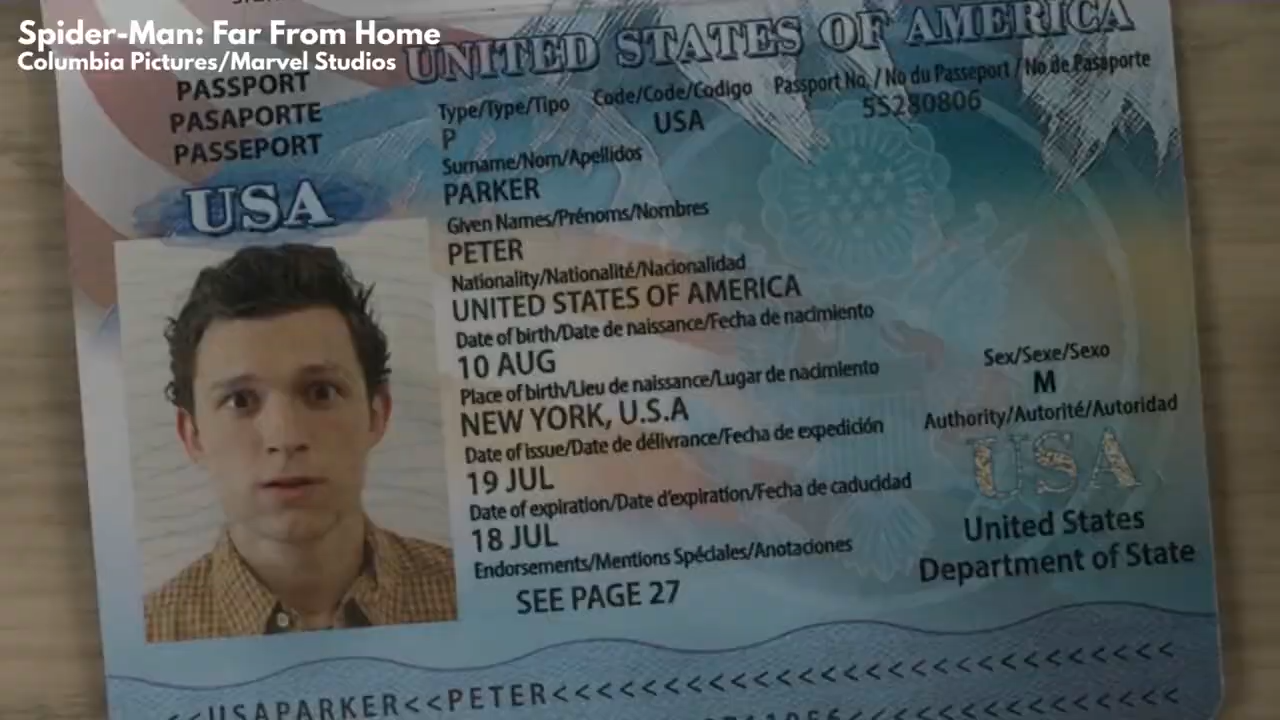 Spider-Man: Far From Home
Columbia Pictures/Marvel Studios
UNITED STATES OF AMERICA
PASSPORT
PASAPORTE
PASSEPORT
USA
Type/Type/Tipo
Code/Code/Codigo
Passport No. / No du Passeport / No de Pasaporte
P
USA
55280806
Surname/Nom/Apellidos
PARKER
Given Names/Prénoms/Nombres
PETER
Nationality/Nationalité/Nacionalidad
UNITED STATES OF AMERICA
Date of birth/Date de naissance/Fecha de nacimiento
10 AUG
Place of birth/Lieu de naissance/Lugar de nacimiento
Sex/Sexe/Sexo
NEW YORK, U.S.A
M
Date of issue/Date de délivrance/Fecha de expedición
Authority/Autorité/Autoridad
19 JUL
USA
Date of expiration/Date d'expiration/Fecha de caducidad
18 JUL
United States
Department of State
Endorsements/Mentions Spéciales/Anotaciones
SEE PAGE 27
<<USAPARKER<<PETER<<<<<<<<<<<<<<<<<<<<<<<<<<